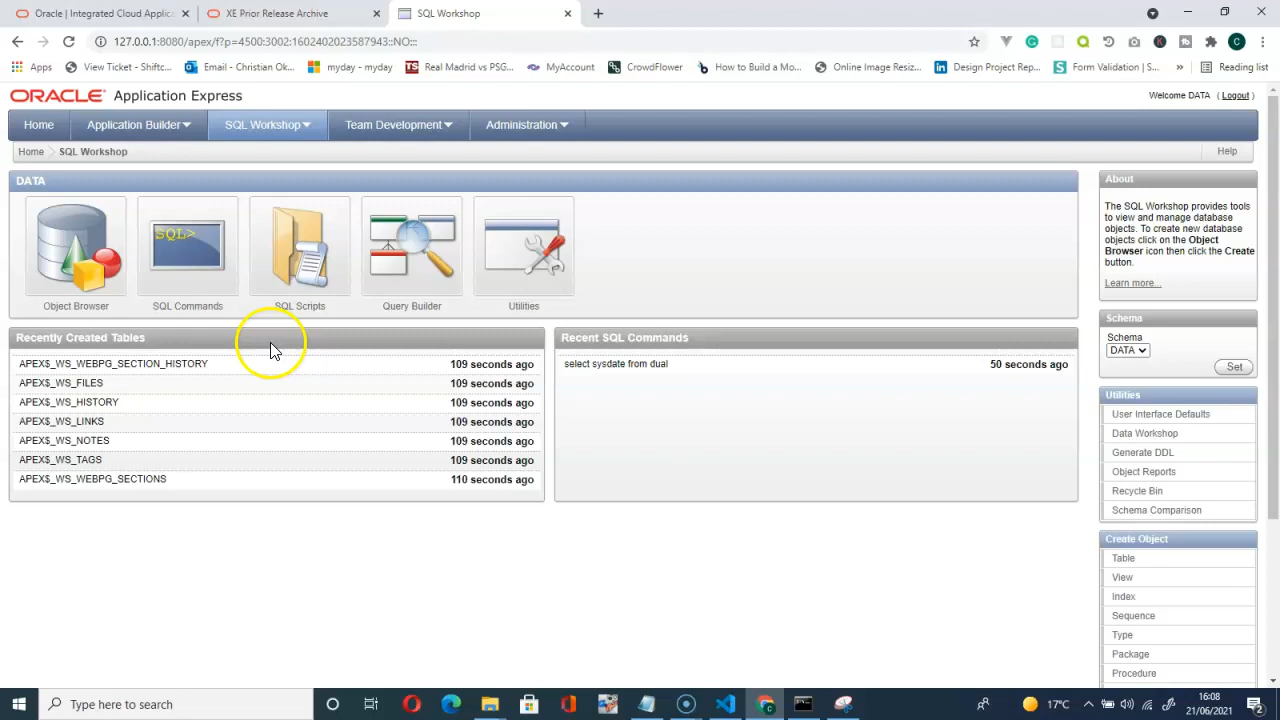 Oracle | Integrated Cloud Applic
XE Prior Release Archive
SQL Workshop
127.0.0.1:8080/apex/f?p=4500:3002:1602402023587943::NO:::
Apps
View Ticket - Shiftc...
Email - Christian Ok...
myday - myday
Real Madrid vs PSG...
MyAccount
CrowdFlower
How to Build a Mo...
Online Image Resiz...
Design Project Rep...
Form Validation | S...
»
Reading list
ORACLE Application Express
Welcome DATA ( Logout )
Home
Application Builder
SQL Workshop
Team Development
Administration
Home
SQL Workshop
Help
DATA
SQL>
Object Browser
SQL Commands
SQL Scripts
Query Builder
Utilities
Recently Created Tables
APEX$_WS_WEBPG_SECTION_HISTORY 109 seconds ago
APEX$_WS_FILES 109 seconds ago
APEX$_WS_HISTORY 109 seconds ago
APEX$_WS_LINKS 109 seconds ago
APEX$_WS_NOTES 109 seconds ago
APEX$_WS_TAGS 109 seconds ago
APEX$_WS_WEBPG_SECTIONS 110 seconds ago
Recent SQL Commands
select sysdate from dual 50 seconds ago
About
The SQL Workshop provides tools
to view and manage database
objects. To create new database
objects click on the Object
Browser icon then click the Create
button.
Learn more...
Schema
Schema
DATA
Set
Utilities
User Interface Defaults
Data Workshop
Generate DDL
Object Reports
Recycle Bin
Schema Comparison
Create Object
Table
View
Index
Sequence
Type
Package
Procedure
Type here to search
17°C
16:08
21/06/2021